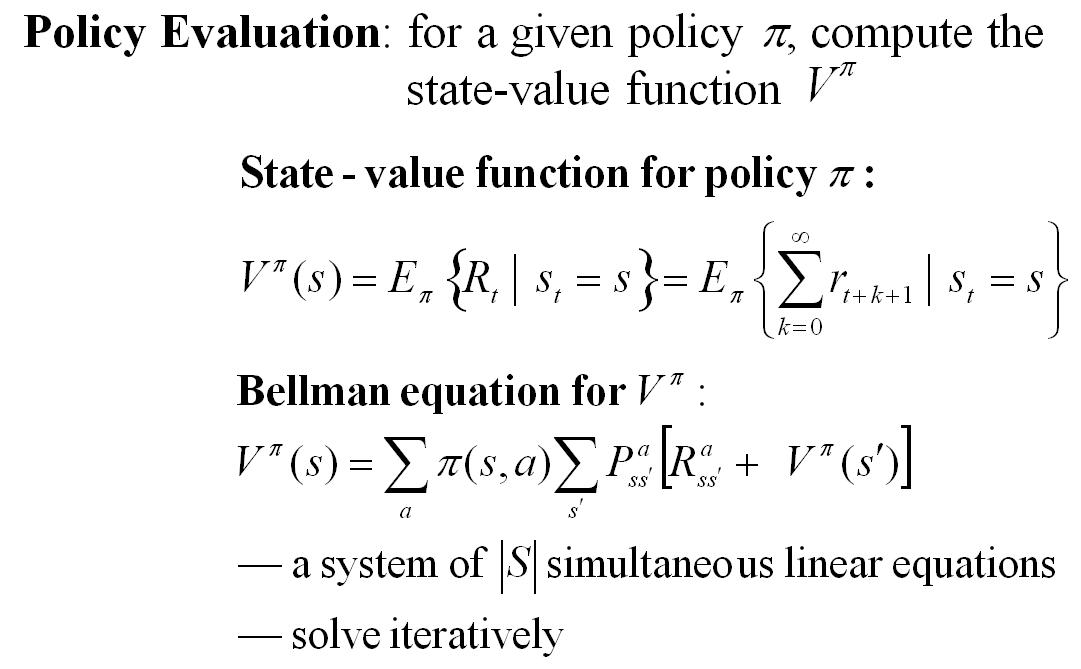 Policy Evaluation: for a given policy π, compute the
state-value function V^π
State - value function for policy π :
V^π(s) = E_π {R_t | s_t = s} = E_π {∑_{k=0}^{∞} r_{t+k+1} | s_t = s}
Bellman equation for V^π :
V^π(s) = ∑_a π(s, a) ∑_{s′} P^a_{ss′} [R^a_{ss′} + V^π(s′)]
— a system of |S| simultaneous linear equations
— solve iteratively